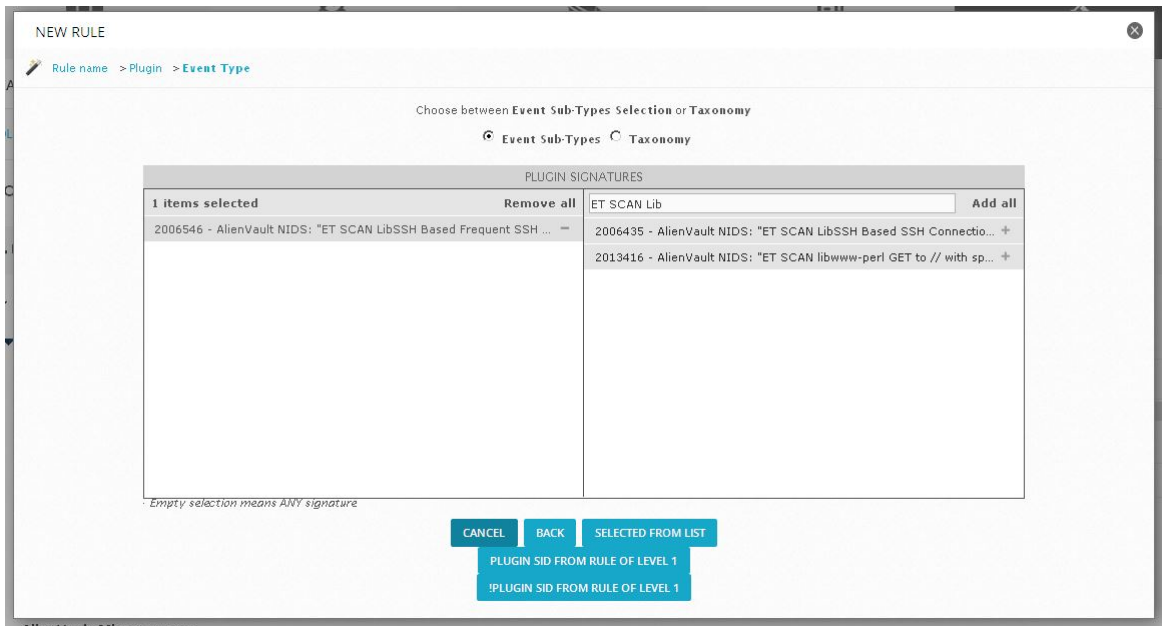 NEW RULE
Rule name >Plugin >Event Type
Choose between Event Sub-Types Selection or Taxonomy
Event Sub-Types Taxonomy
PLUGIN SIGNATURES
1 items selected Remove all ET SCAN Lib Add all
2006546 - AlienVault NIDS: "ET SCAN LibSSH Based Frequent SSH ... −
2006435 - AlienVault NIDS: "ET SCAN LibSSH Based SSH Connectio... +
2013416 - AlienVault NIDS: "ET SCAN libwww-perl GET to // with sp... +
· Empty selection means ANY signature
CANCEL BACK SELECTED FROM LIST
PLUGIN SID FROM RULE OF LEVEL 1
!PLUGIN SID FROM RULE OF LEVEL 1